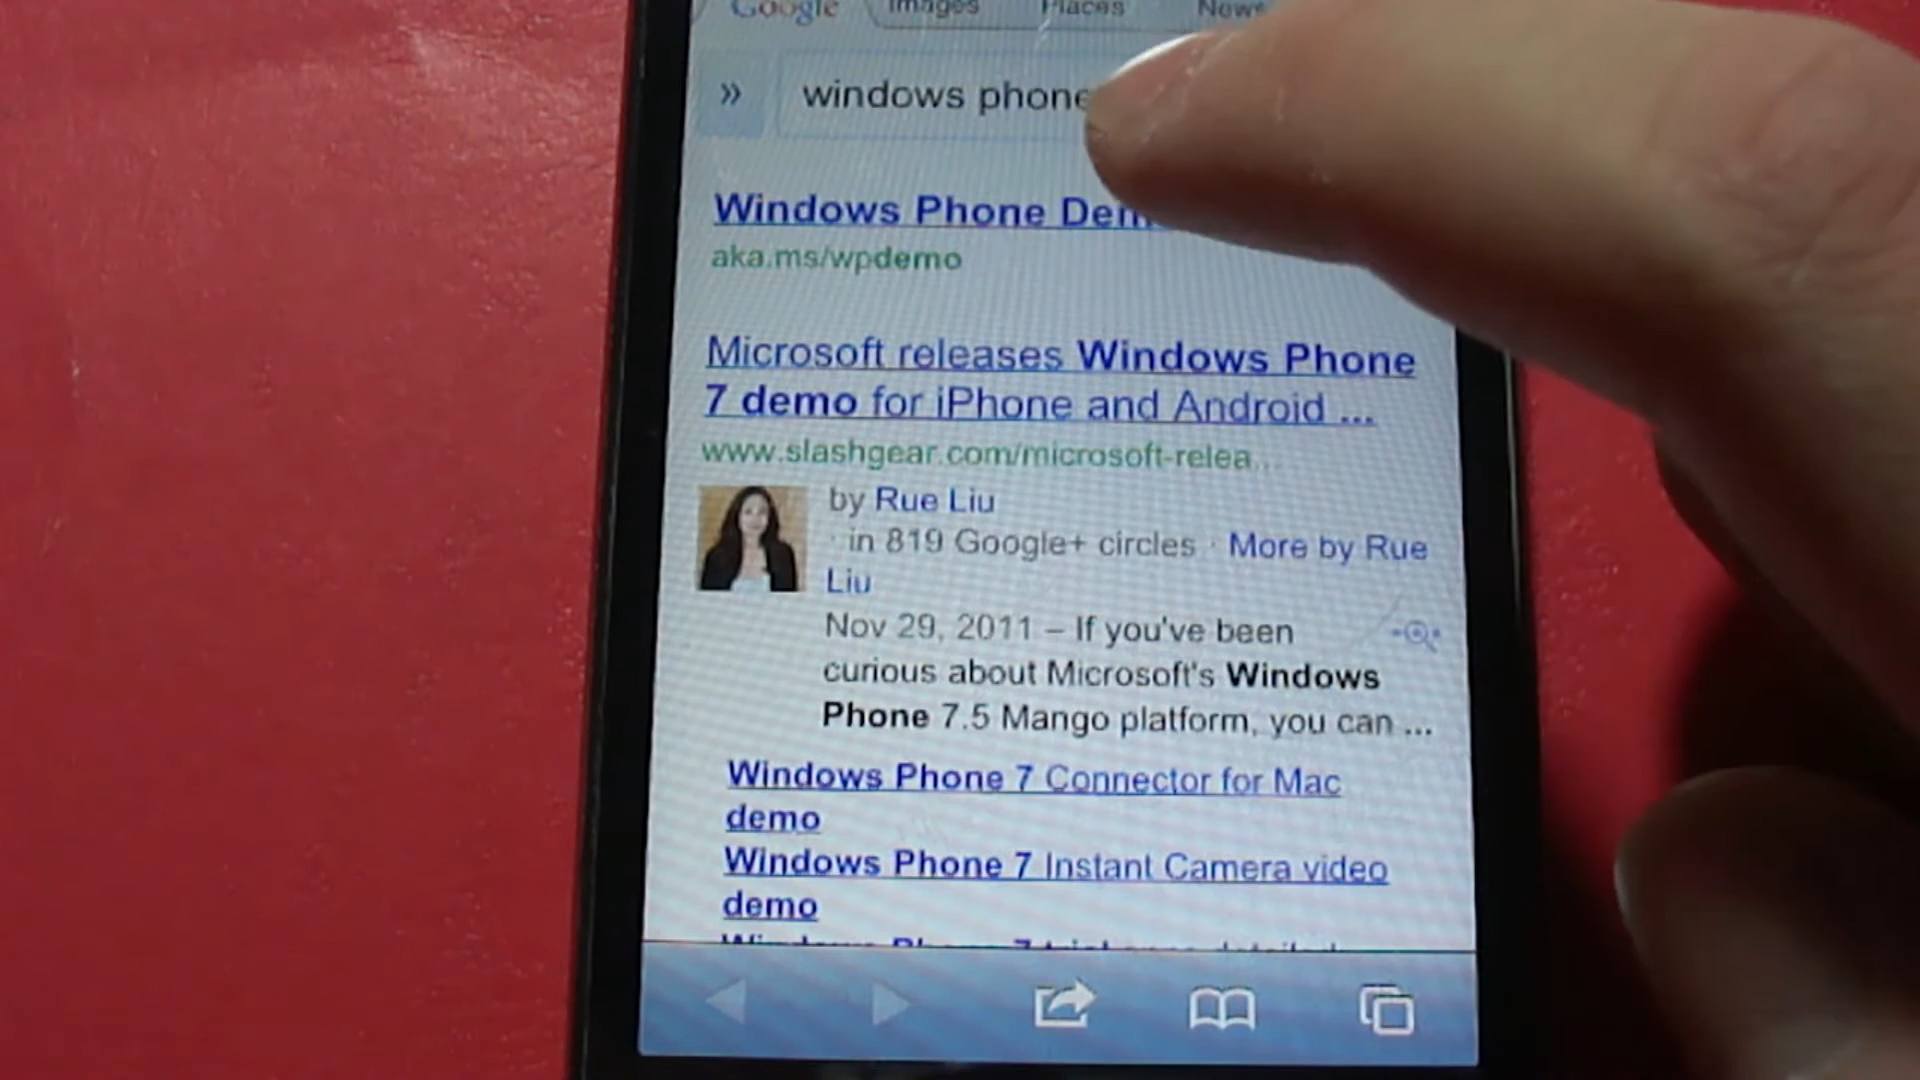 Google Images Places News
» windows phone
Windows Phone Dem
aka.ms/wpdemo
Microsoft releases Windows Phone
7 demo for iPhone and Android ...
www.slashgear.com/microsoft-relea...
by Rue Liu
· in 819 Google+ circles · More by Rue
Liu
Nov 29, 2011 – If you've been
curious about Microsoft's Windows
Phone 7.5 Mango platform, you can ...
Windows Phone 7 Connector for Mac
demo
Windows Phone 7 Instant Camera video
demo